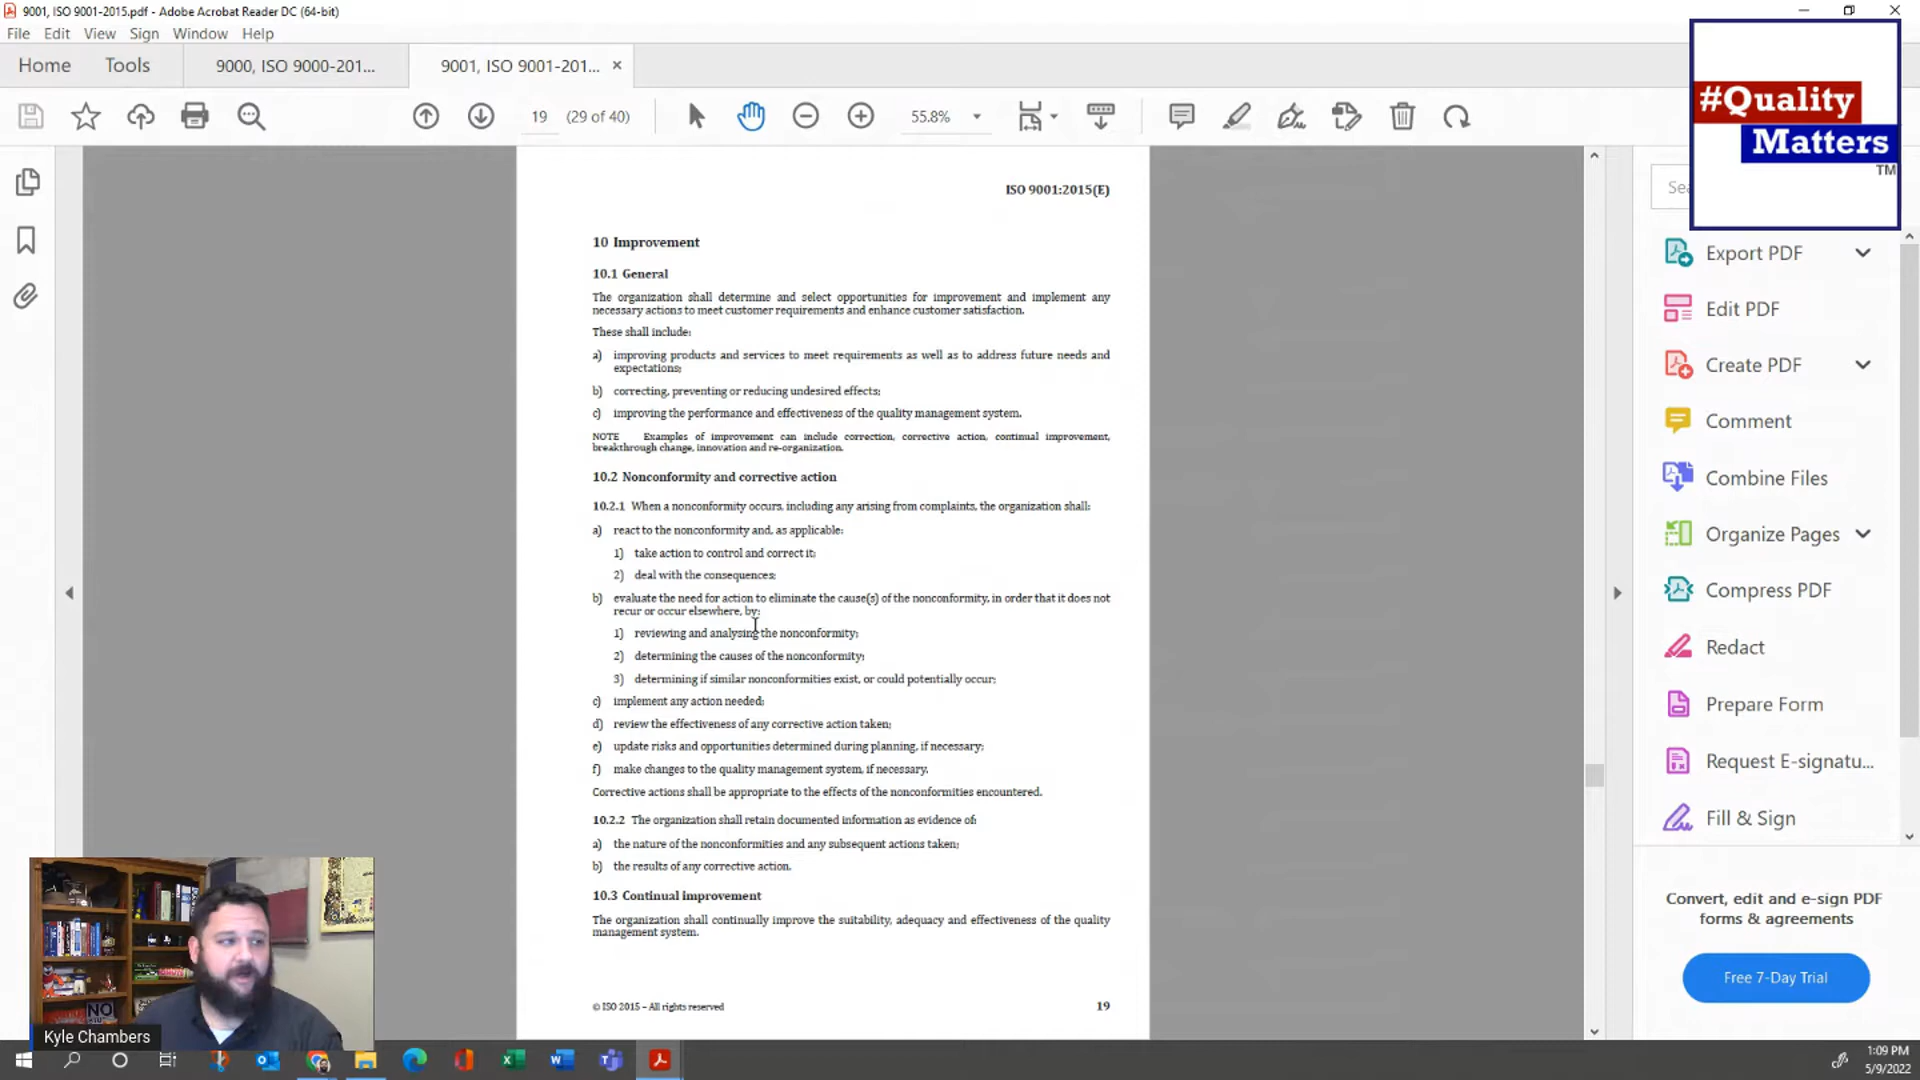 9001, ISO 9001-2015.pdf - Adobe Acrobat Reader DC (64-bit)
File Edit View Sign Window Help
Home Tools 9000, ISO 9000-201... 9001, ISO 9001-201... ×
19 (29 of 40) 55.8%
#Quality
Matters
TM
ISO 9001:2015(E)
10 Improvement
10.1 General
The organization shall determine and select opportunities for improvement and implement any
necessary actions to meet customer requirements and enhance customer satisfaction.
These shall include:
a) improving products and services to meet requirements as well as to address future needs and
expectations;
b) correcting, preventing or reducing undesired effects;
c) improving the performance and effectiveness of the quality management system.
NOTE Examples of improvement can include correction, corrective action, continual improvement,
breakthrough change, innovation and re-organization.
10.2 Nonconformity and corrective action
10.2.1 When a nonconformity occurs, including any arising from complaints, the organization shall:
a) react to the nonconformity and, as applicable:
1) take action to control and correct it;
2) deal with the consequences;
b) evaluate the need for action to eliminate the cause(s) of the nonconformity, in order that it does not
recur or occur elsewhere, by:
1) reviewing and analysing the nonconformity;
2) determining the causes of the nonconformity;
3) determining if similar nonconformities exist, or could potentially occur;
c) implement any action needed;
d) review the effectiveness of any corrective action taken;
e) update risks and opportunities determined during planning, if necessary;
f) make changes to the quality management system, if necessary.
Corrective actions shall be appropriate to the effects of the nonconformities encountered.
10.2.2 The organization shall retain documented information as evidence of:
a) the nature of the nonconformities and any subsequent actions taken;
b) the results of any corrective action.
10.3 Continual improvement
The organization shall continually improve the suitability, adequacy and effectiveness of the quality
management system.
© ISO 2015 – All rights reserved 19
Export PDF
Edit PDF
Create PDF
Comment
Combine Files
Organize Pages
Compress PDF
Redact
Prepare Form
Request E-signatu...
Fill & Sign
Convert, edit and e-sign PDF
forms & agreements
Free 7-Day Trial
NO
Kyle Chambers
1:09 PM
5/9/2022